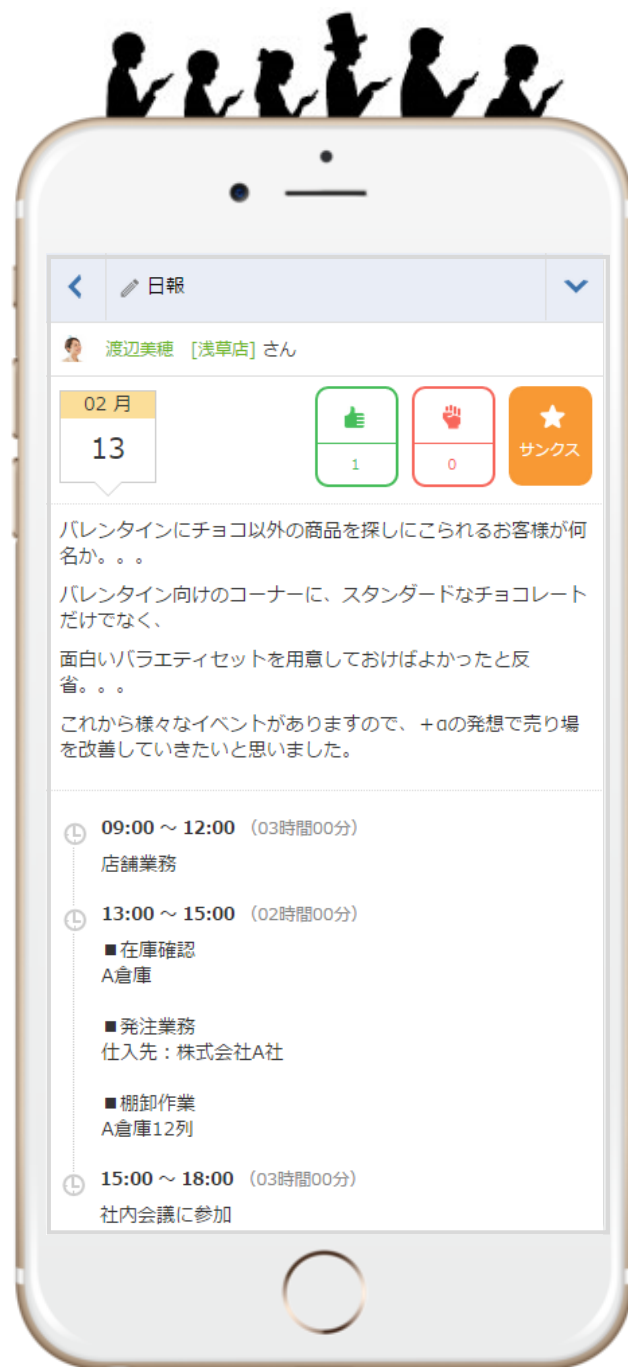 日報
渡辺美穂 [浅草店] さん
02 月
13
1
0
サンクス
バレンタインにチョコ以外の商品を探しにこられるお客様が何
名か。。。
バレンタイン向けのコーナーに、スタンダードなチョコレート
だけでなく、
面白いバラエティセットを用意しておけばよかったと反
省。。。
これから様々なイベントがありますので、+αの発想で売り場
を改善していきたいと思いました。
09:00 ～ 12:00 （03時間00分）
店舗業務
13:00 ～ 15:00 （02時間00分）
■在庫確認
A倉庫
■発注業務
仕入先：株式会社A社
■棚卸作業
A倉庫12列
15:00 ～ 18:00 （03時間00分）
社内会議に参加